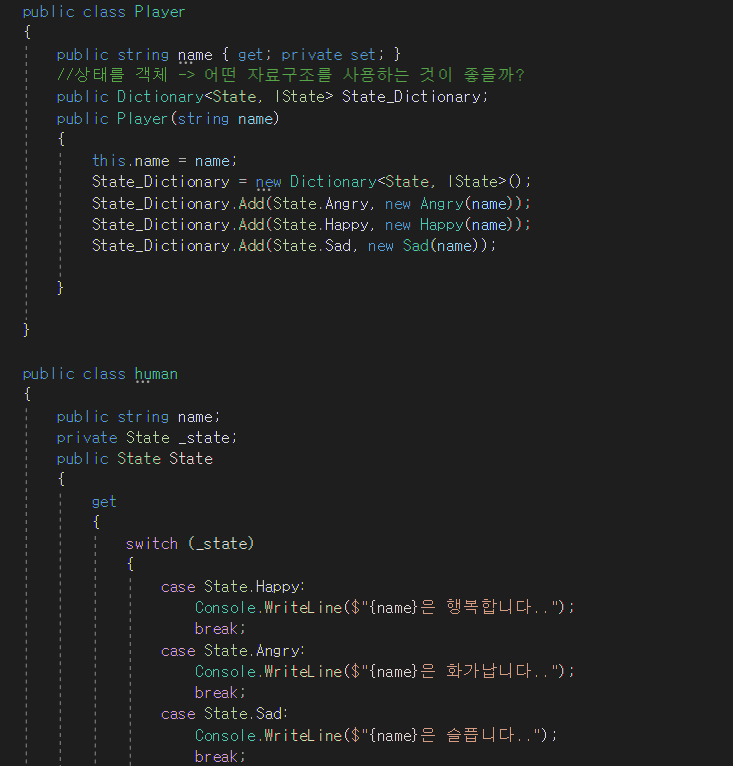 public class Player
{
public string name { get; private set; }
//상태를 객체 -> 어떤 자료구조를 사용하는 것이 좋을까?
public Dictionary<State, IState> State_Dictionary;
public Player(string name)
{
this.name = name;
State_Dictionary = new Dictionary<State, IState>();
State_Dictionary.Add(State.Angry, new Angry(name));
State_Dictionary.Add(State.Happy, new Happy(name));
State_Dictionary.Add(State.Sad, new Sad(name));
}
}
public class human
{
public string name;
private State _state;
public State State
{
get
{
switch (_state)
{
case State.Happy:
Console.WriteLine($"{name}은 행복합니다..");
break;
case State.Angry:
Console.WriteLine($"{name}은 화가납니다..");
break;
case State.Sad:
Console.WriteLine($"{name}은 슬픕니다..");
break;